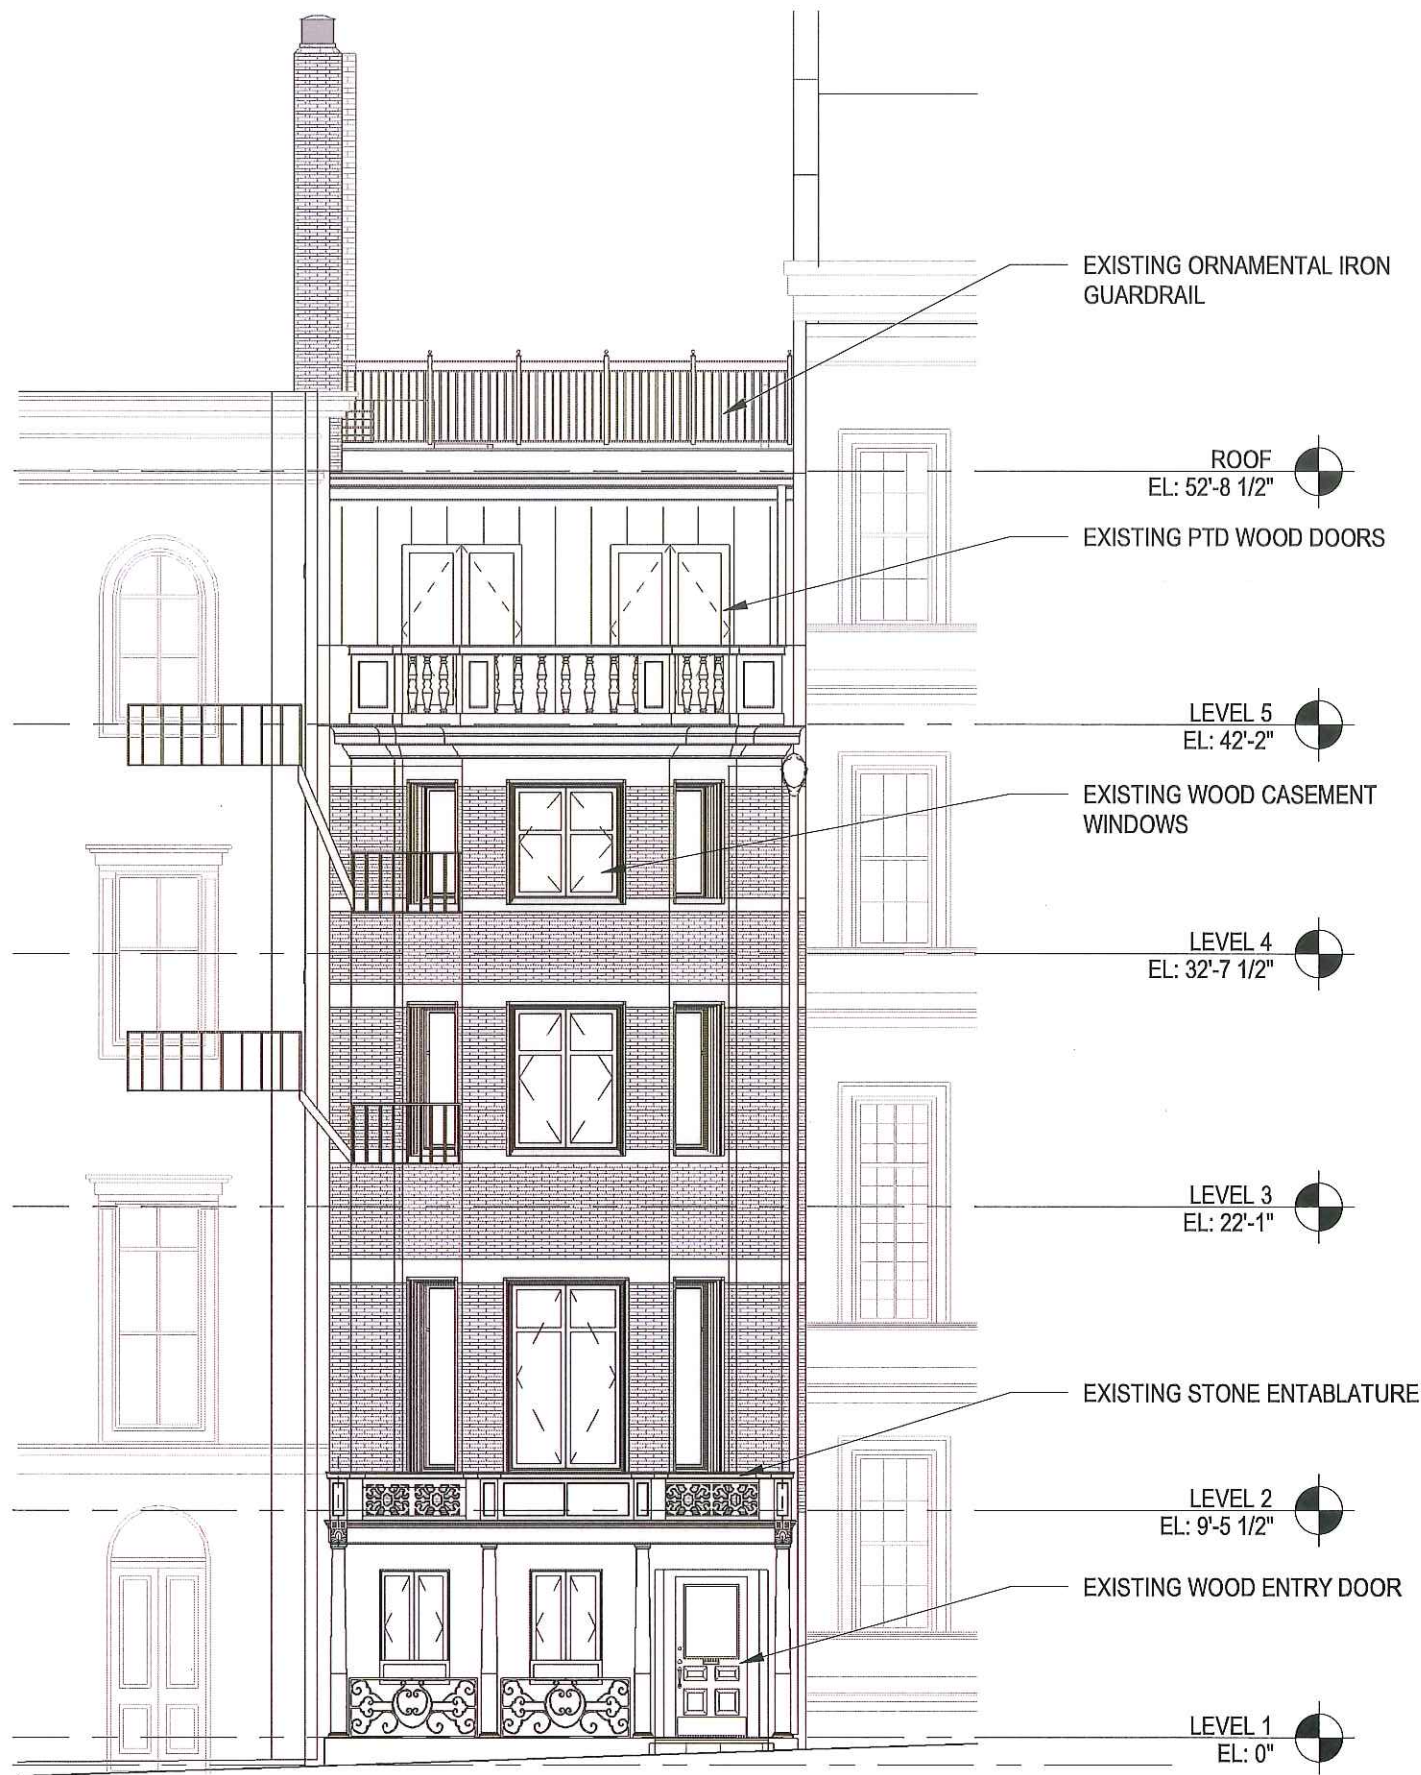 EXISTING ORNAMENTAL IRON
GUARDRAIL
ROOF
EL: 52'-8 1/2"
EXISTING PTD WOOD DOORS
LEVEL 5
EL: 42'-2"
EXISTING WOOD CASEMENT
WINDOWS
LEVEL 4
EL: 32'-7 1/2"
LEVEL 3
EL: 22'-1"
EXISTING STONE ENTABLATURE
LEVEL 2
EL: 9'-5 1/2"
EXISTING WOOD ENTRY DOOR
LEVEL 1
EL: 0"